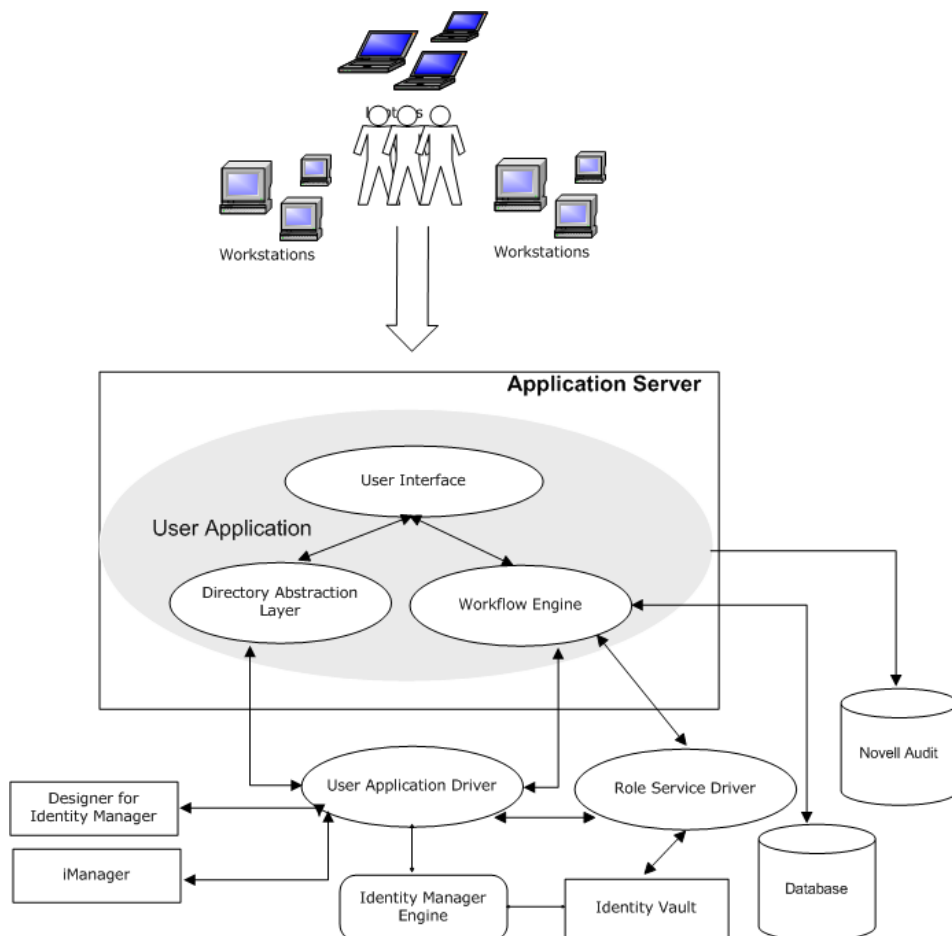 Workstations
Workstations
Application Server
User Interface
User Application
Directory Abstraction
Layer
Workflow Engine
Novell Audit
User Application Driver
Role Service Driver
Designer for
Identity Manager
iManager
Identity Manager
Engine
Identity Vault
Database